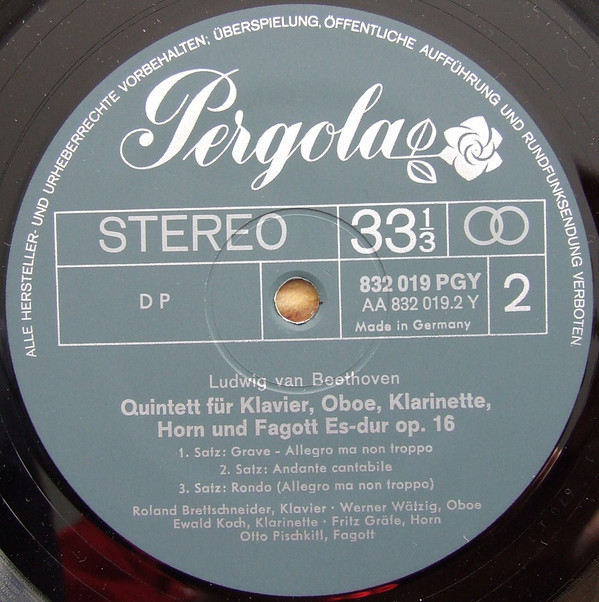 ALLE HERSTELLER- UND URHEBERRECHTE VORBEHALTEN; ÜBERSPIELUNG, ÖFFENTLICHE AUFFÜHRUNG UND RUNDFUNKSENDUNG VERBOTEN
Pergola
STEREO
33 1/3
DP
832 019 PGY
AA 832 019.2 Y
Made in Germany
2
Ludwig van Beethoven
Quintett für Klavier, Oboe, Klarinette,
Horn und Fagott Es-dur op. 16
1. Satz: Grave - Allegro ma non troppo
2. Satz: Andante cantabile
3. Satz: Rondo (Allegro ma non troppo)
Roland Brettschneider, Klavier · Werner Wätzig, Oboe
Ewald Koch, Klarinette · Fritz Gräfe, Horn
Otto Pischkitl, Fagott